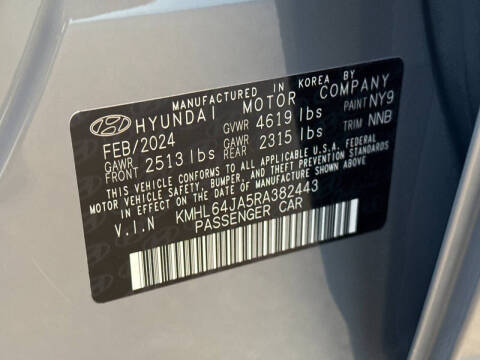 MANUFACTURED IN KOREA BY
HYUNDAI MOTOR COMPANY
FEB/2024 GVWR 4619 lbs PAINT NY9
GAWR FRONT 2513 lbs GAWR REAR 2315 lbs TRIM NNB
THIS VEHICLE CONFORMS TO ALL APPLICABLE U.S.A. FEDERAL
MOTOR VEHICLE SAFETY, BUMPER, AND THEFT PREVENTION STANDARDS
IN EFFECT ON THE DATE OF MANUFACTURE SHOWN ABOVE.
V.I.N KMHL64JA5RA382443
PASSENGER CAR